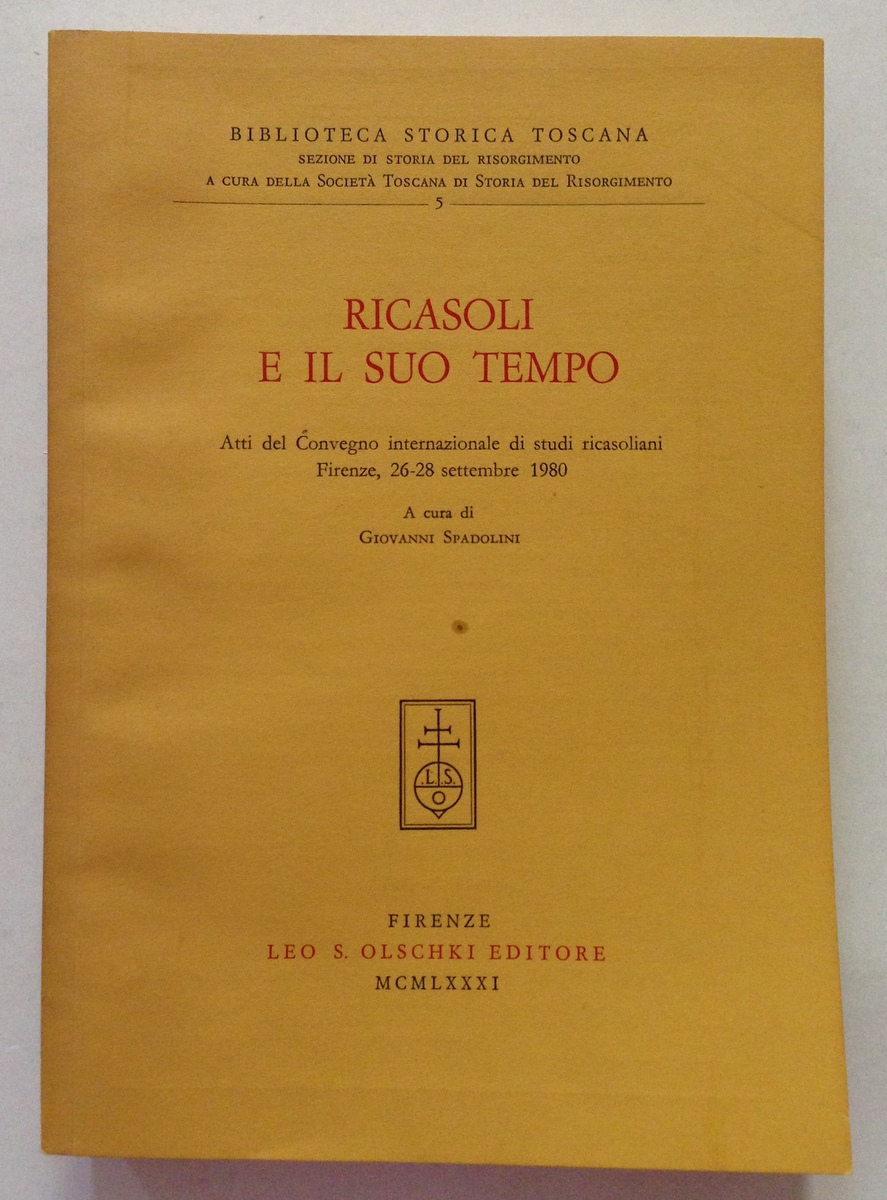 BIBLIOTECA STORICA TOSCANA
SEZIONE DI STORIA DEL RISORGIMENTO
A CURA DELLA SOCIETÀ TOSCANA DI STORIA DEL RISORGIMENTO
5
RICASOLI
E IL SUO TEMPO
Atti del Convegno internazionale di studi ricasoliani
Firenze, 26-28 settembre 1980
A cura di
GIOVANNI SPADOLINI
.L.S.
O
FIRENZE
LEO S. OLSCHKI EDITORE
MCMLXXXI